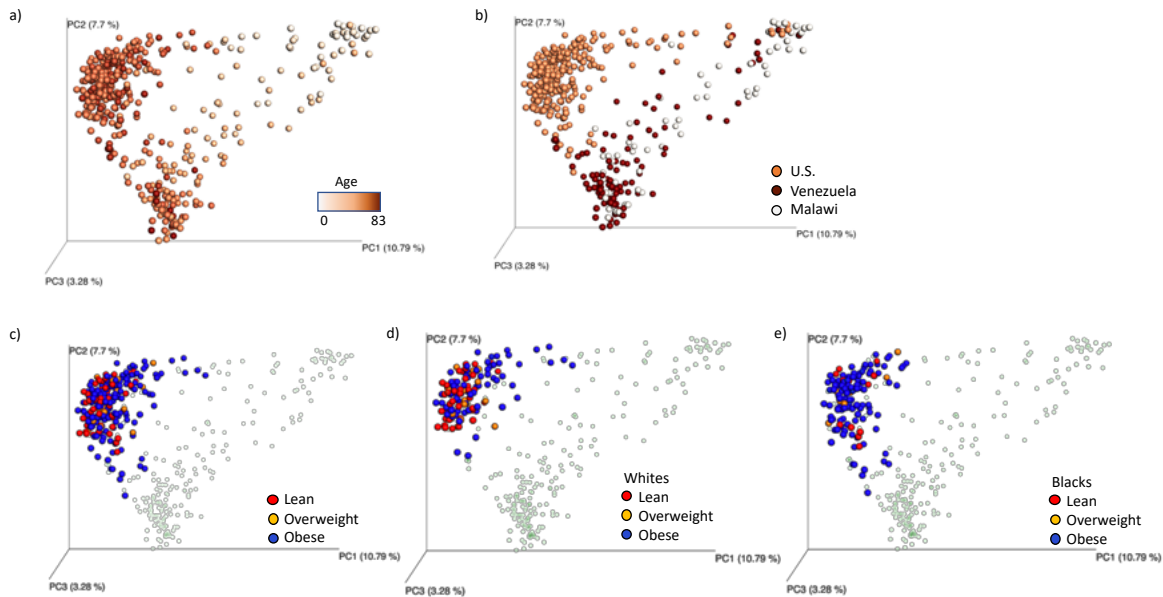 a)
PC2 (7.7 %)
Age
0 83
PC1 (10.79 %)
PC3 (3.28 %)
b)
PC2 (7.7 %)
U.S.
Venezuela
Malawi
PC1 (10.79 %)
PC3 (3.28 %)
c)
PC2 (7.7 %)
Lean
Overweight
Obese
PC1 (10.79 %)
PC3 (3.28 %)
d)
PC2 (7.7 %)
Whites
Lean
Overweight
Obese
PC1 (10.79 %)
PC3 (3.28 %)
e)
PC2 (7.7 %)
Blacks
Lean
Overweight
Obese
PC1 (10.79 %)
PC3 (3.28 %)